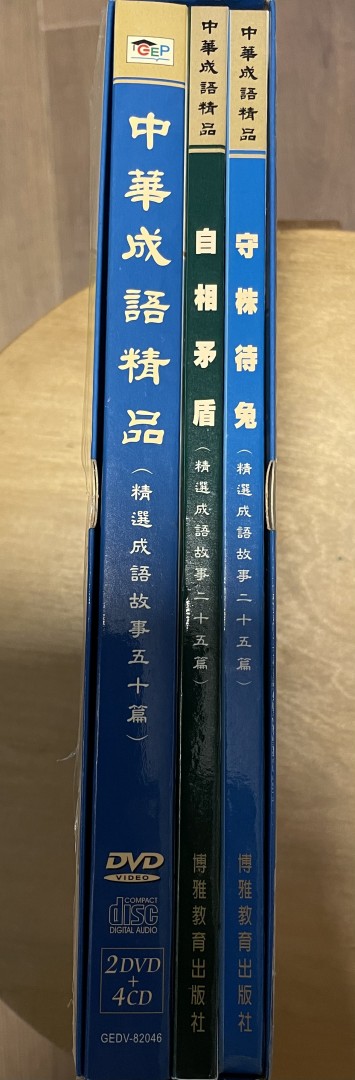 GEP
中華成語精品
（精選成語故事五十篇）
DVD
VIDEO
COMPACT
disc
DIGITAL AUDIO
2DVD
+
4CD
GEDV-82046
中華成語精品
自相矛盾
（精選成語故事二十五篇）
博雅教育出版社
中華成語精品
守株待兔
（精選成語故事二十五篇）
博雅教育出版社